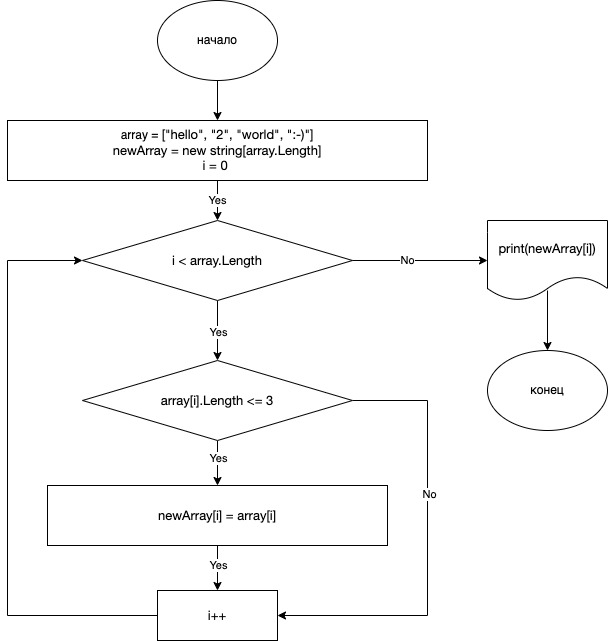 начало
array = ["hello", "2", "world", ":-)"]
newArray = new string[array.Length]
i = 0
Yes
i < array.Length
No
print(newArray[i])
Yes
array[i].Length <= 3
конец
Yes
No
newArray[i] = array[i]
Yes
i++